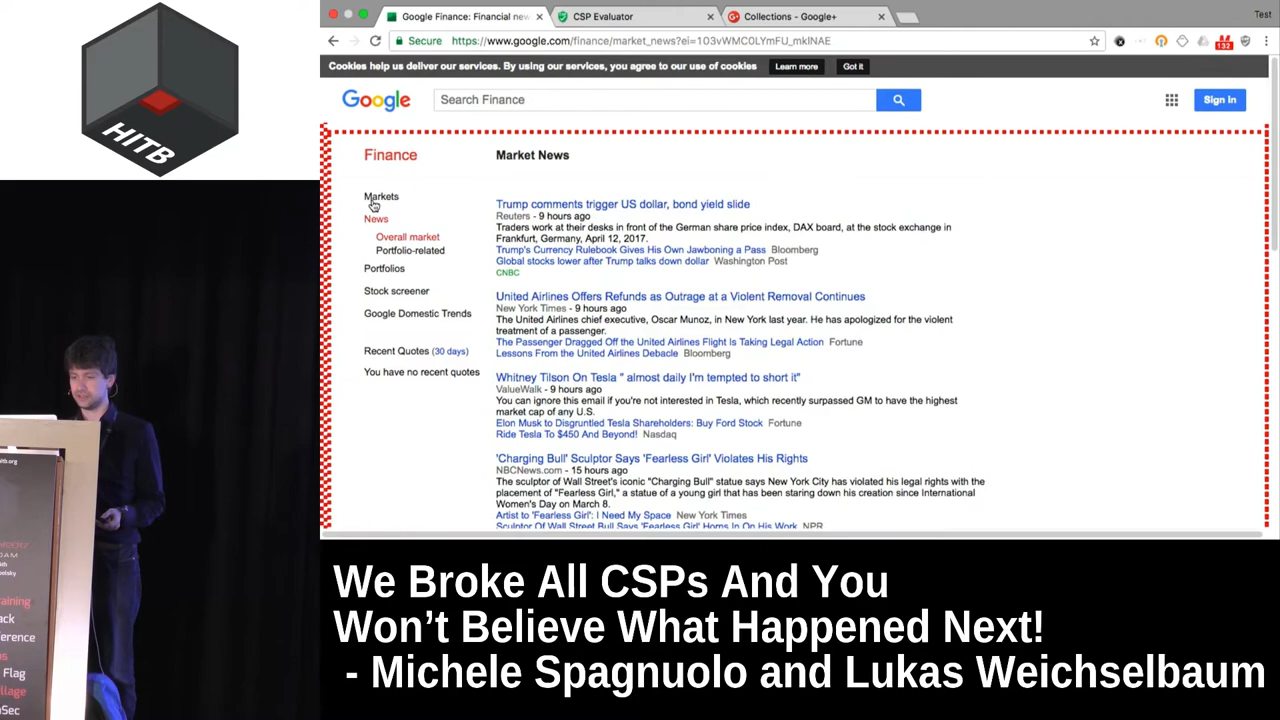 HITB
Google Finance: Financial new
CSP Evaluator
Collections - Google+
Test
Secure
https://www.google.com/finance/market_news?ei=103vWMC0LYmFU_mkINAE
132
Cookies help us deliver our services. By using our services, you agree to our use of cookies
Learn more
Got it
Google
Search Finance
Sign in
Finance
Market News
Markets
News
Overall market
Portfolio-related
Portfolios
Stock screener
Google Domestic Trends
Recent Quotes (30 days)
You have no recent quotes
Trump comments trigger US dollar, bond yield slide
Reuters - 9 hours ago
Traders work at their desks in front of the German share price index, DAX board, at the stock exchange in
Frankfurt, Germany, April 12, 2017.
Trump's Currency Rulebook Gives His Own Jawboning a Pass Bloomberg
Global stocks lower after Trump talks down dollar Washington Post
CNBC
United Airlines Offers Refunds as Outrage at a Violent Removal Continues
New York Times - 9 hours ago
The United Airlines chief executive, Oscar Munoz, in New York last year. He has apologized for the violent
treatment of a passenger.
The Passenger Dragged Off the United Airlines Flight Is Taking Legal Action Fortune
Lessons From the United Airlines Debacle Bloomberg
Whitney Tilson On Tesla " almost daily I'm tempted to short it"
ValueWalk - 9 hours ago
You can ignore this email if you're not interested in Tesla, which recently surpassed GM to have the highest
market cap of any U.S.
Elon Musk to Disgruntled Tesla Shareholders: Buy Ford Stock Fortune
Ride Tesla To $450 And Beyond! Nasdaq
'Charging Bull' Sculptor Says 'Fearless Girl' Violates His Rights
NBCNews.com - 15 hours ago
The sculptor of Wall Street's iconic "Charging Bull" statue says New York City has violated his legal rights with the
placement of "Fearless Girl," a statue of a young girl that has been staring down his creation since International
Women's Day on March 8.
Artist to 'Fearless Girl': I Need My Space New York Times
Sculptor Of Wall Street Bull Says 'Fearless Girl' Horns In On His Work NPR
We Broke All CSPs And You
Won't Believe What Happened Next!
- Michele Spagnuolo and Lukas Weichselbaum